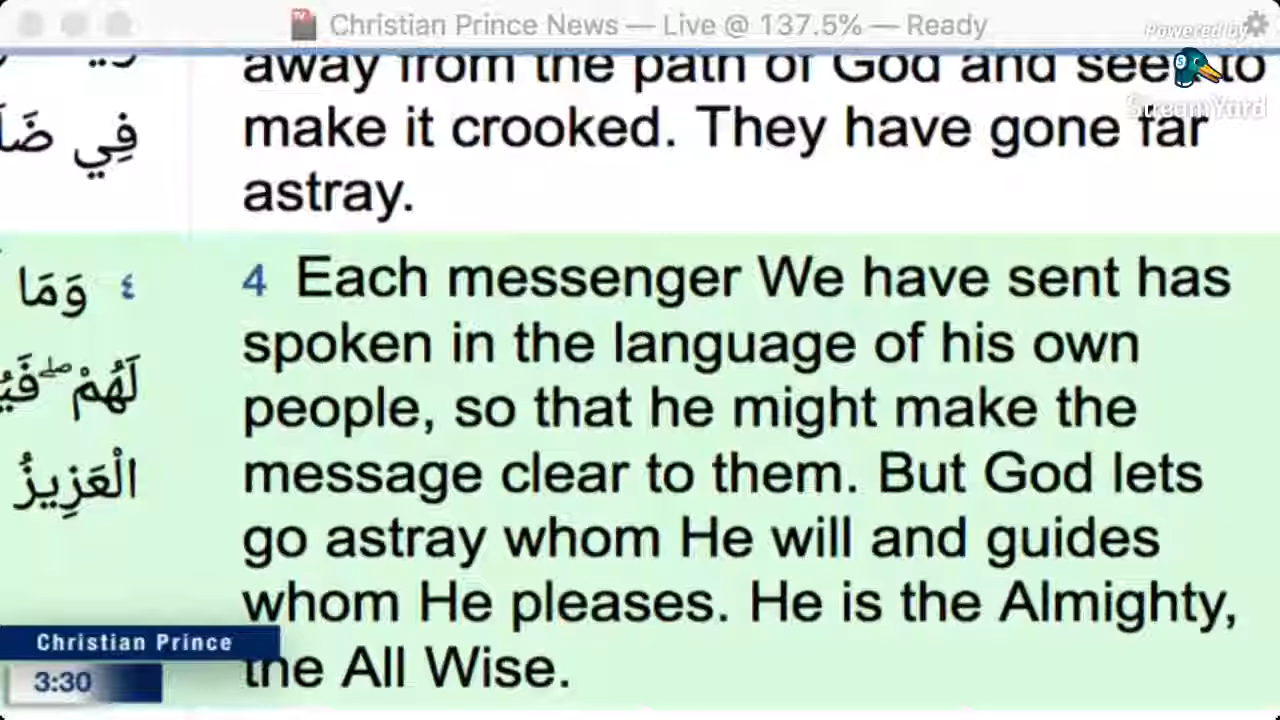 Christian Prince News — Live @ 137.5% — Ready
Powered by
StreamYard
away from the path of God and seek to
make it crooked. They have gone far
astray.
فِي
4 Each messenger We have sent has
spoken in the language of his own
people, so that he might make the
message clear to them. But God lets
go astray whom He will and guides
whom He pleases. He is the Almighty,
the All Wise.
٤ وَمَا
لَهُمْ ۖ
الْعَزِيزُ
Christian Prince
3:30